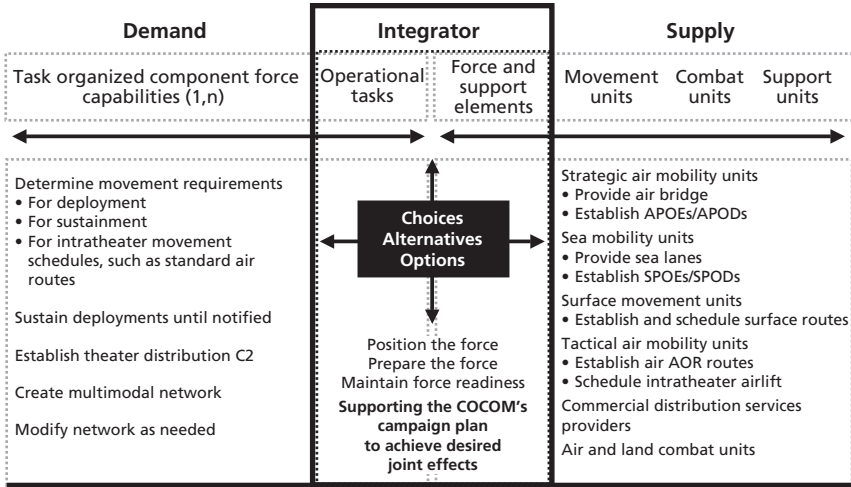 Demand
Integrator
Supply
Task organized component force
capabilities (1,n)
Operational
tasks
Force and
support
elements
Movement
units
Combat
units
Support
units
Determine movement requirements
• For deployment
• For sustainment
• For intratheater movement
schedules, such as standard air
routes
Sustain deployments until notified
Establish theater distribution C2
Create multimodal network
Modify network as needed
Choices
Alternatives
Options
Position the force
Prepare the force
Maintain force readiness
Supporting the COCOM's
campaign plan
to achieve desired
joint effects
Strategic air mobility units
• Provide air bridge
• Establish APOEs/APODs
Sea mobility units
• Provide sea lanes
• Establish SPOEs/SPODs
Surface movement units
• Establish and schedule surface routes
Tactical air mobility units
• Establish air AOR routes
• Schedule intratheater airlift
Commercial distribution services
providers
Air and land combat units